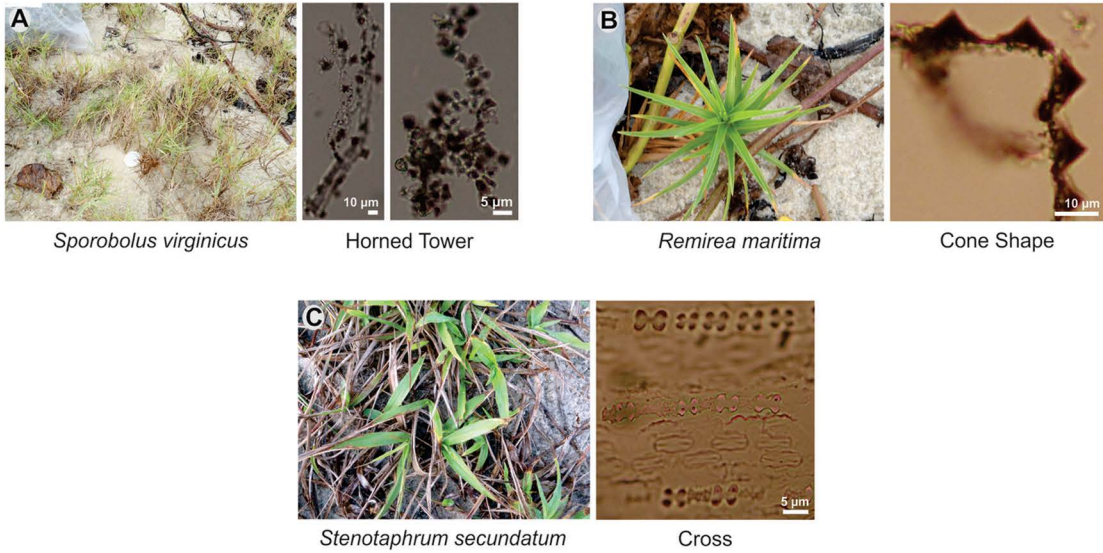 A
10 µm
5 µm
Sporobolus virginicus
Horned Tower
B
10 µm
Remirea maritima
Cone Shape
C
5 µm
Stenotaphrum secundatum
Cross